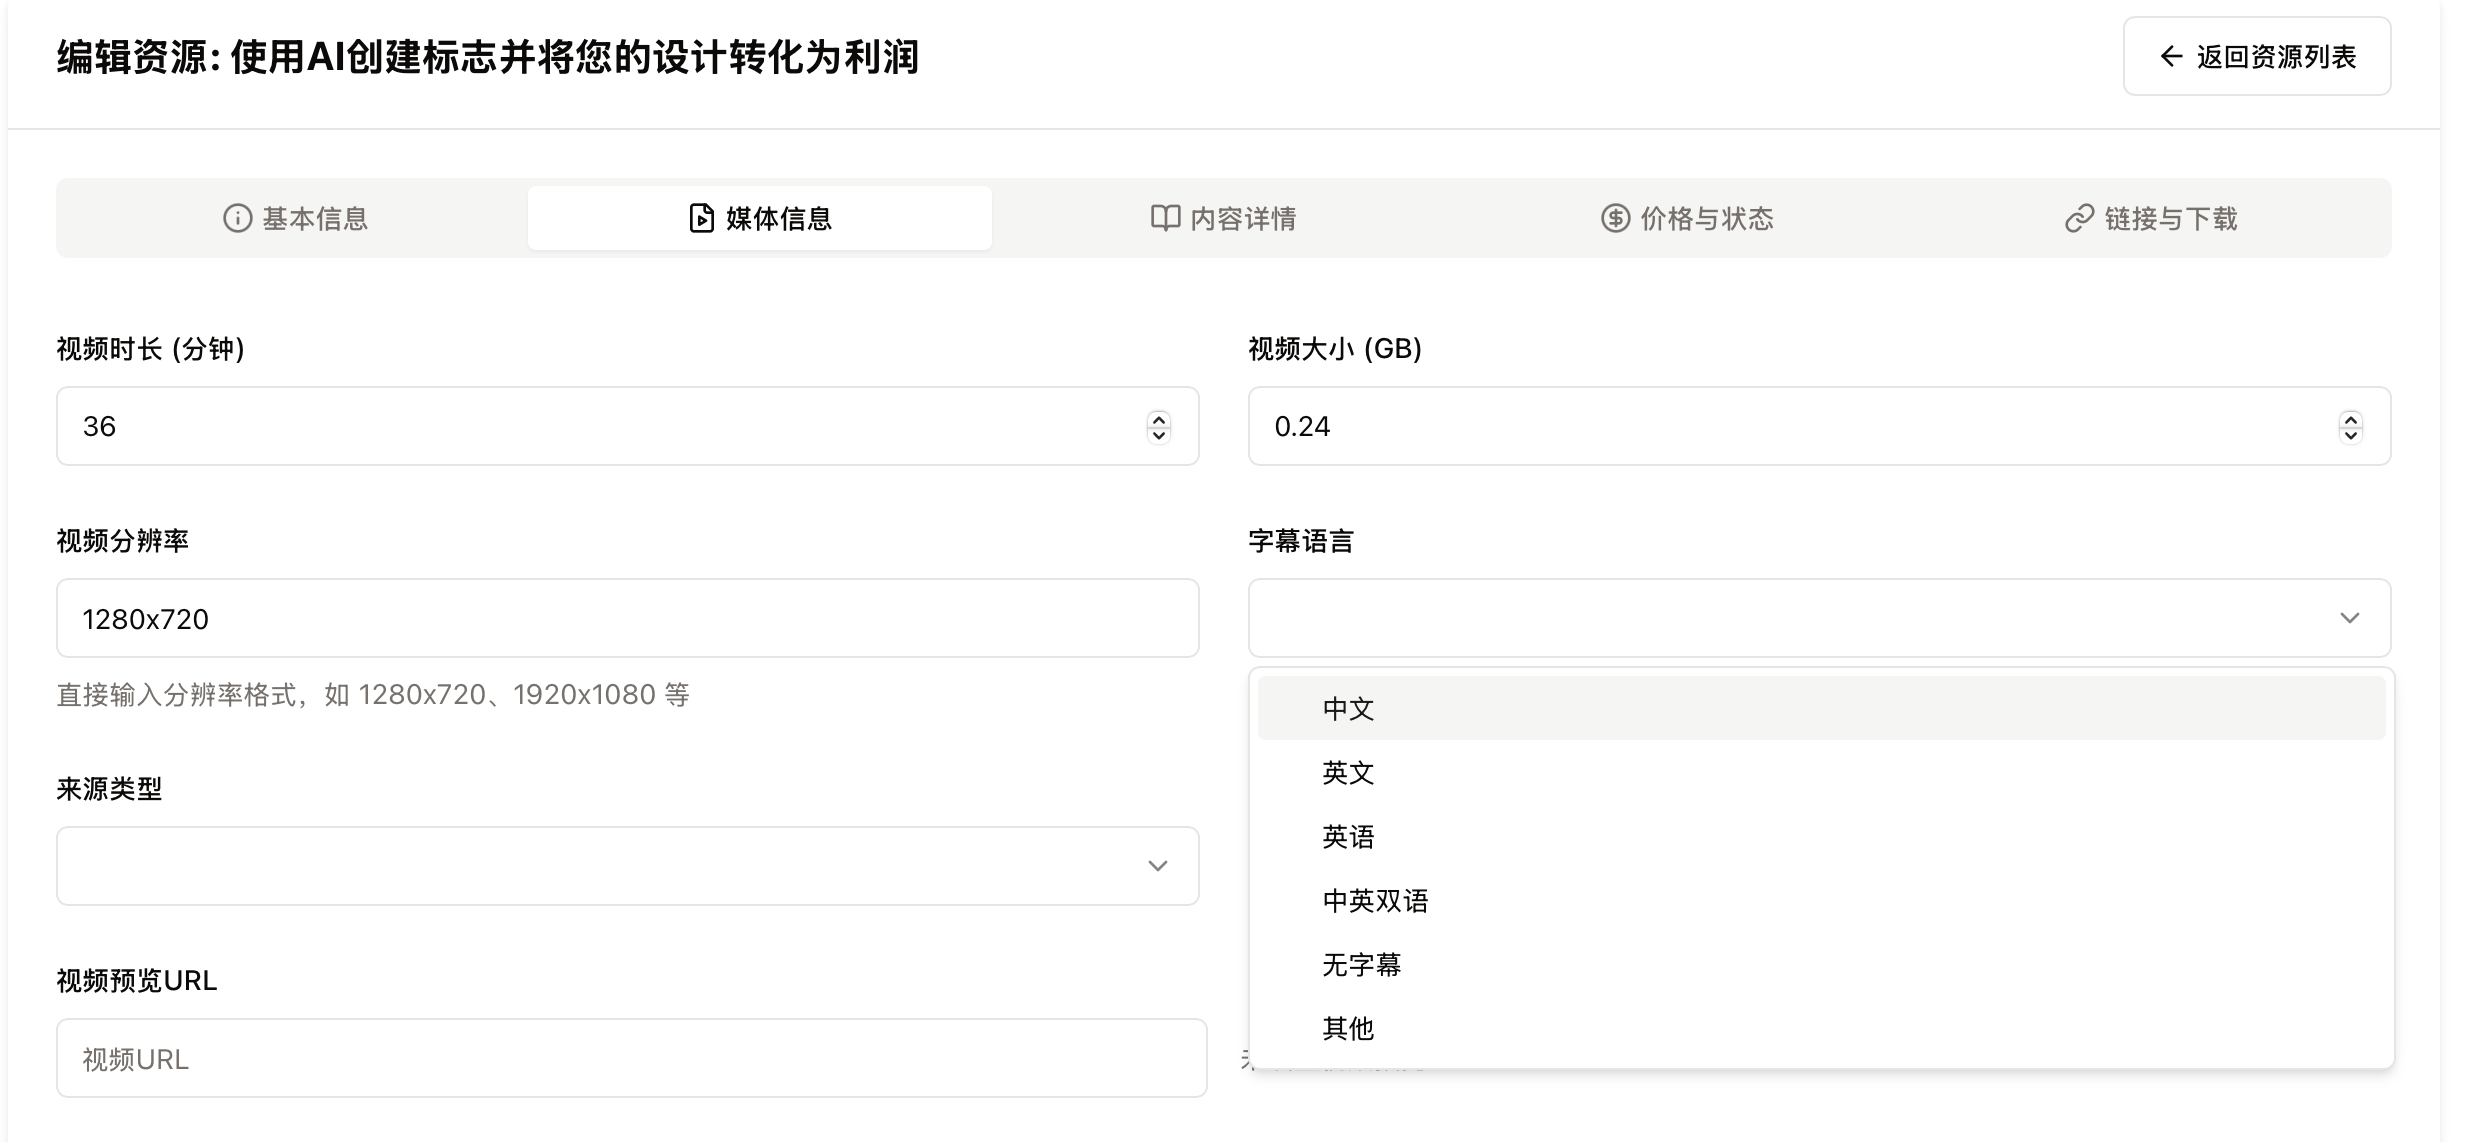 编辑资源: 使用AI创建标志并将您的设计转化为利润
返回资源列表
基本信息
媒体信息
内容详情
价格与状态
链接与下载
视频时长 (分钟)
视频大小 (GB)
36
0.24
视频分辨率
字幕语言
1280x720
直接输入分辨率格式，如 1280x720、1920x1080 等
中文
英文
英语
中英双语
无字幕
其他
来源类型
视频预览URL
视频URL